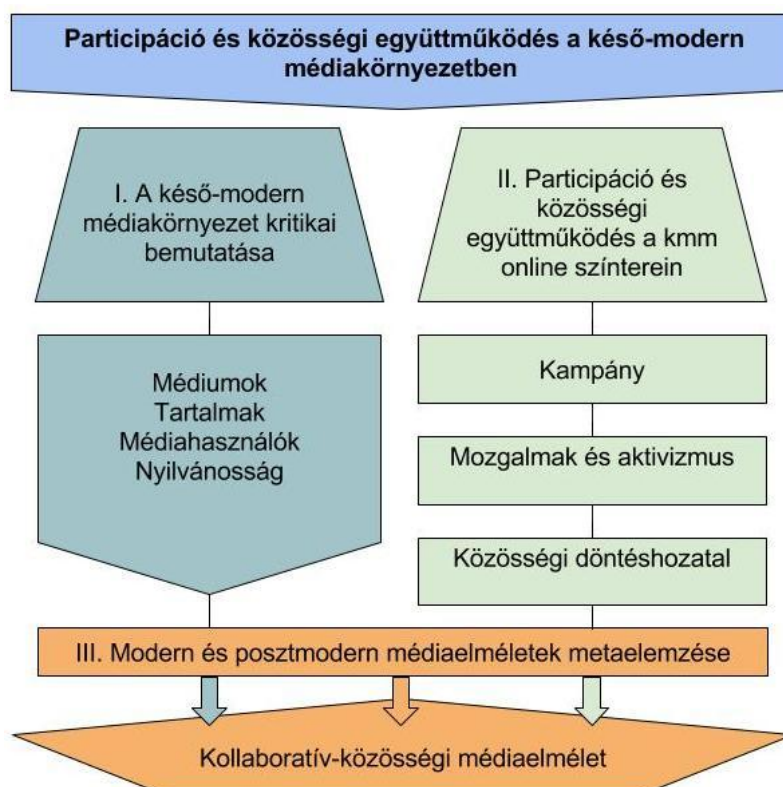 Participáció és közösségi együttműködés a késő-modern
médiakörnyezetben
I. A késő-modern
médiakörnyezet kritikai
bemutatása
Médiumok
Tartalmak
Médiahasználók
Nyilvánosság
II. Participáció és
közösségi
együttműködés a kmm
online színterein
Kampány
Mozgalmak és aktivizmus
Közösségi döntéshozatal
III. Modern és posztmodern médiaelméletek metaelemzése
Kollaboratív-közösségi médiaelmélet